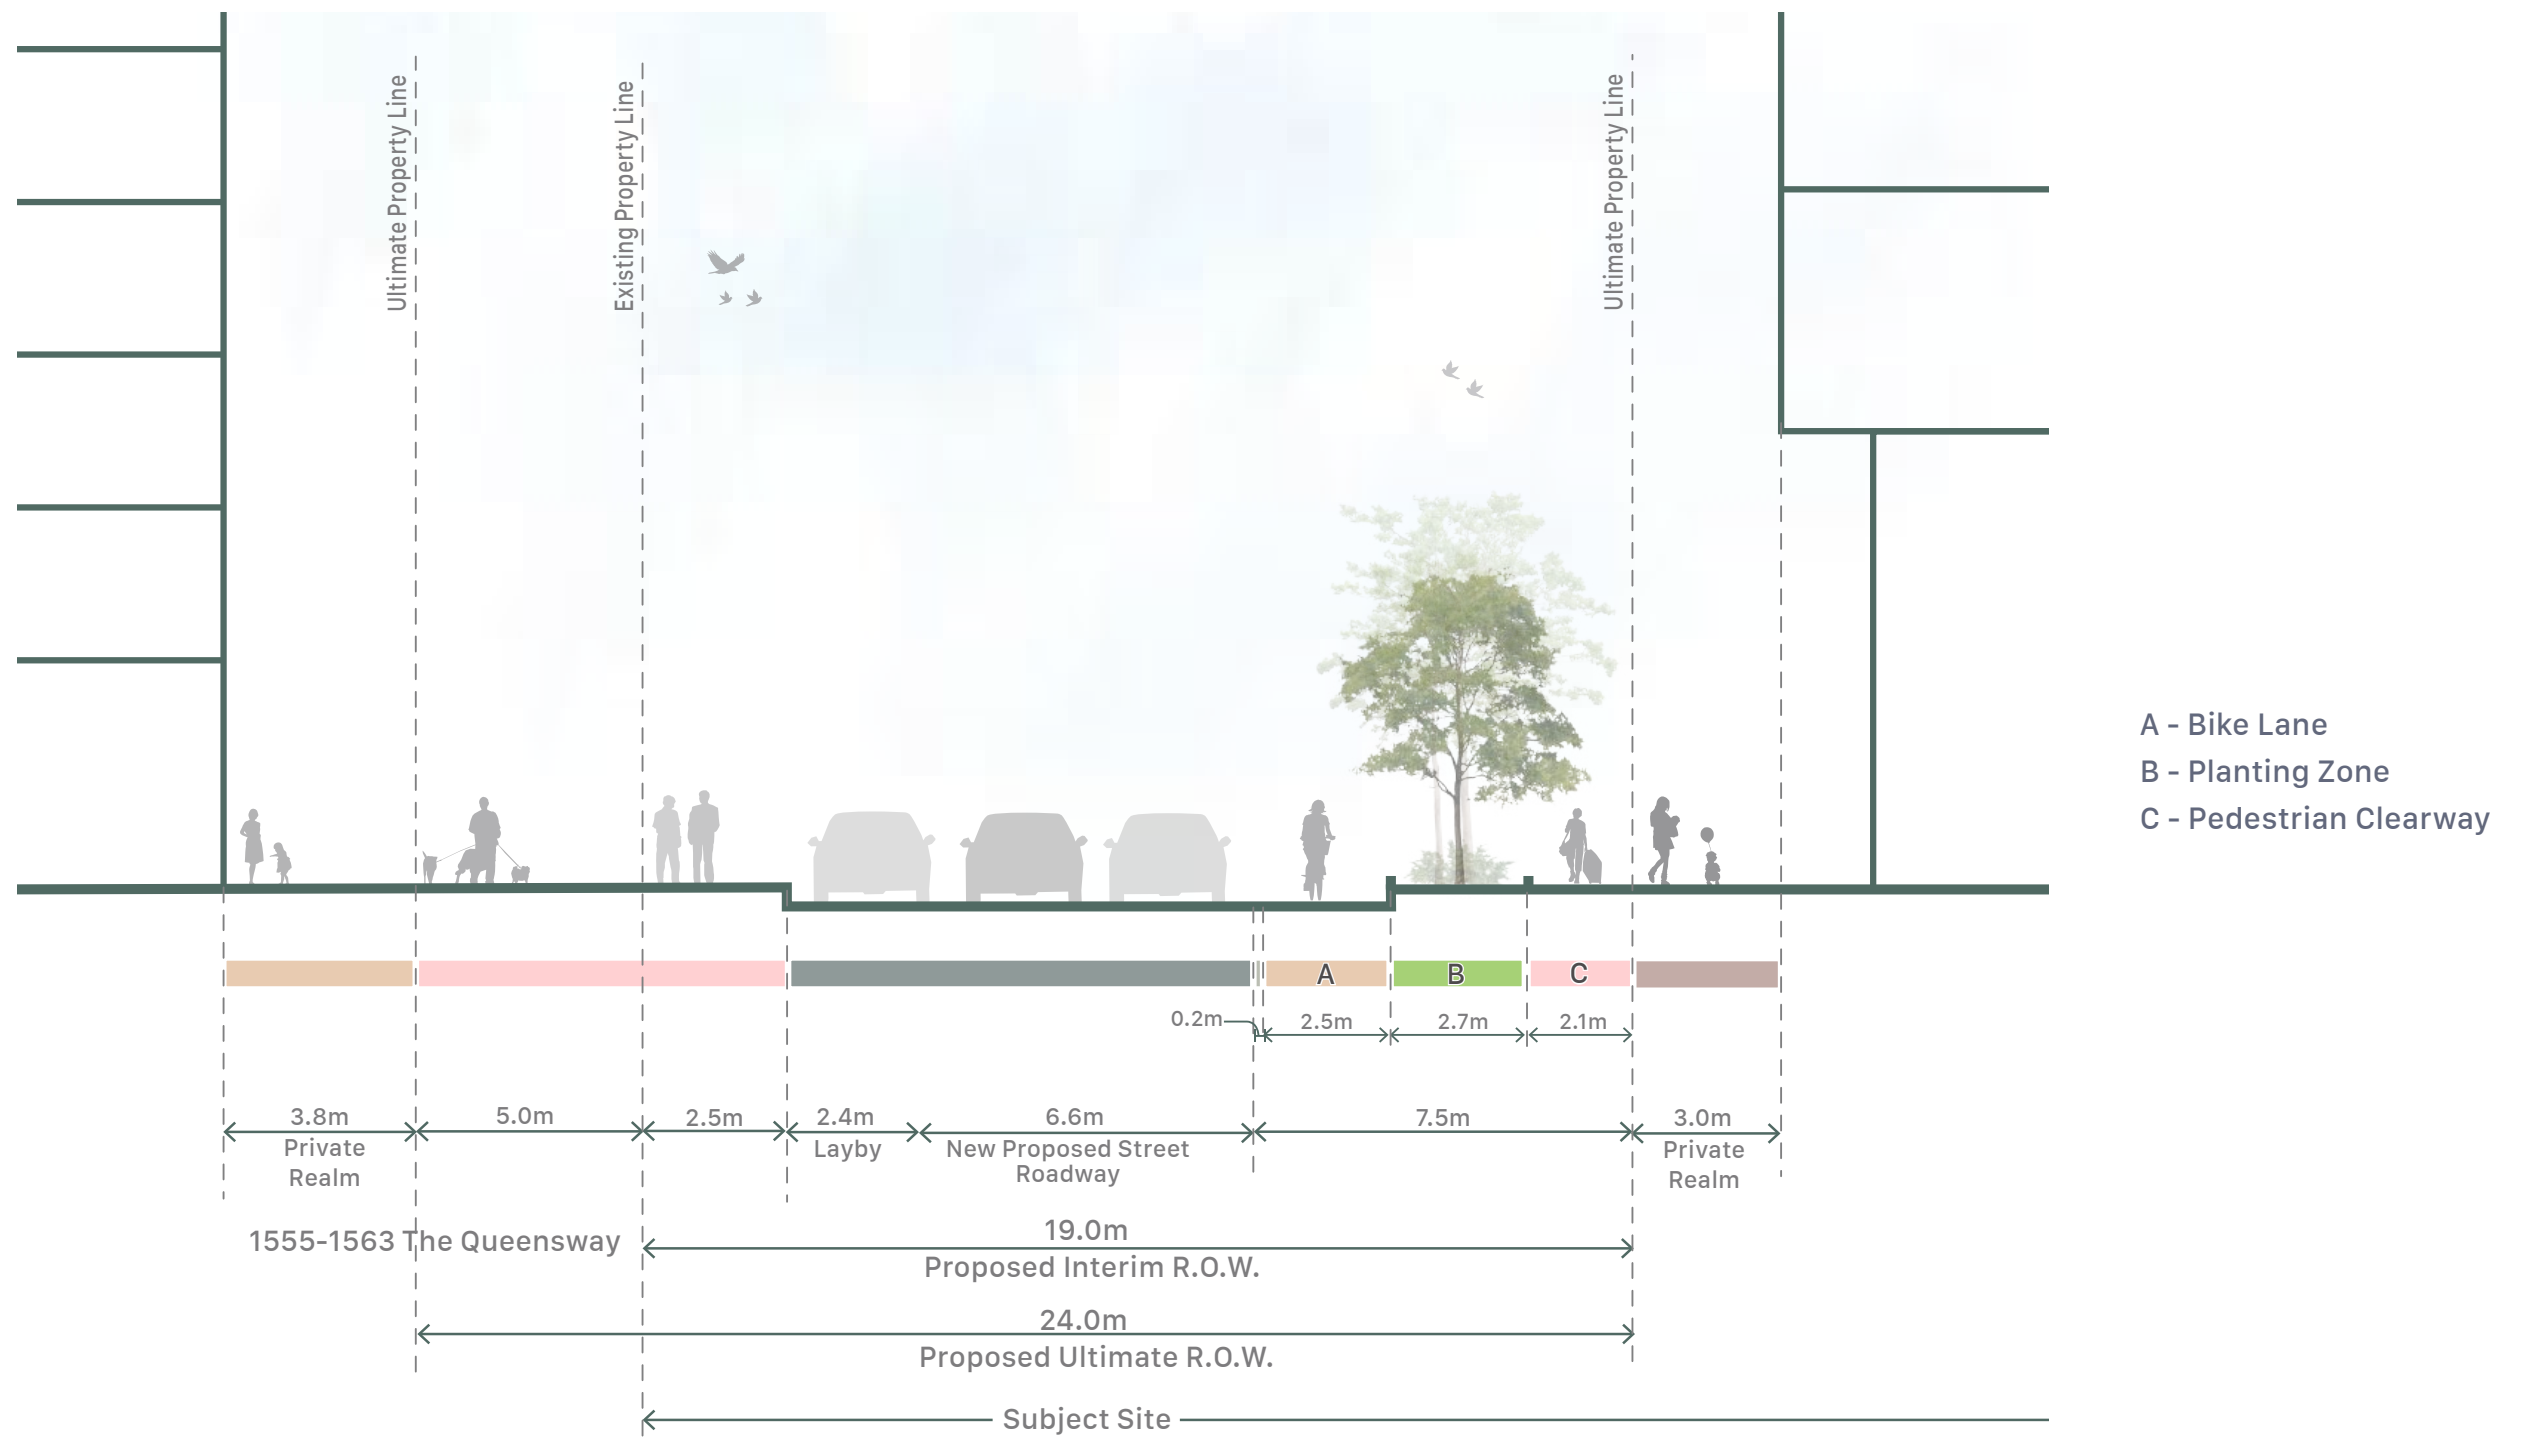 Ultimate Property Line
Existing Property Line
Ultimate Property Line
A - Bike Lane
B - Planting Zone
C - Pedestrian Clearway
A
B
C
0.2m
2.5m
2.7m
2.1m
3.8m
Private
Realm
5.0m
2.5m
2.4m
Layby
6.6m
New Proposed Street
Roadway
7.5m
3.0m
Private
Realm
1555-1563 The Queensway
19.0m
Proposed Interim R.O.W.
24.0m
Proposed Ultimate R.O.W.
Subject Site